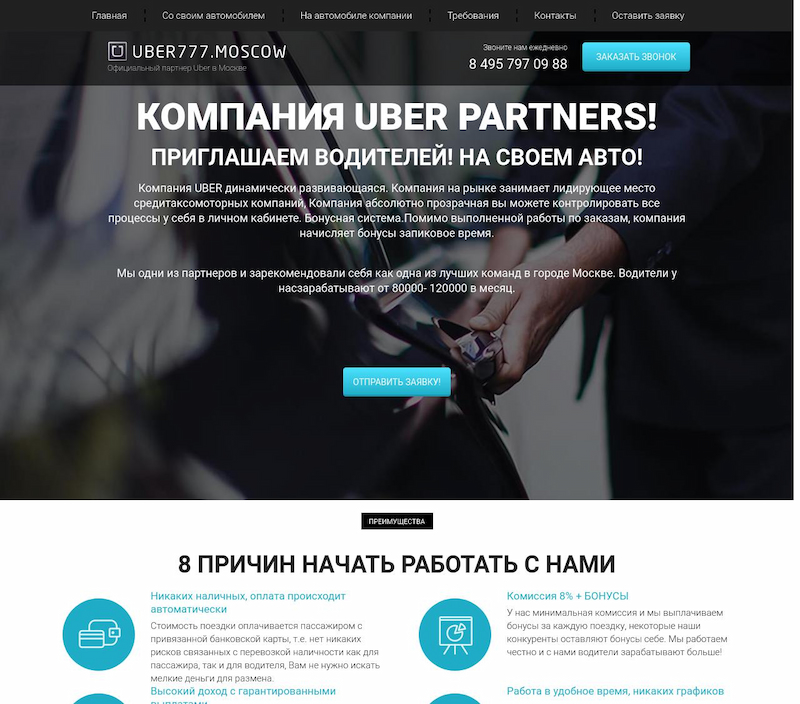 Главная Со своим автомобилем На автомобиле компании Требования Контакты Оставить заявку
UBER777.MOSCOW
Официальный партнер Uber в Москве
Звоните нам ежедневно
8 495 797 09 88
ЗАКАЗАТЬ ЗВОНОК
КОМПАНИЯ UBER PARTNERS!
ПРИГЛАШАЕМ ВОДИТЕЛЕЙ! НА СВОЕМ АВТО!
Компания UBER динамически развивающаяся. Компания на рынке занимает лидирующее место
средитаксомоторных компаний, Компания абсолютно прозрачная вы можете контролировать все
процессы у себя в личном кабинете. Бонусная система.Помимо выполненной работы по заказам, компания
начисляет бонусы запиковое время.
Мы одни из партнеров и зарекомендовали себя как одна из лучших команд в городе Москве. Водители у
насзарабатывают от 80000- 120000 в месяц.
ОТПРАВИТЬ ЗАЯВКУ!
ПРЕИМУЩЕСТВА
8 ПРИЧИН НАЧАТЬ РАБОТАТЬ С НАМИ
Никаких наличных, оплата происходит
автоматически
Стоимость поездки оплачивается пассажиром с
привязанной банковской карты, т.е. нет никаких
рисков связанных с перевозкой наличности как для
пассажира, так и для водителя, Вам не нужно искать
мелкие деньги для размена.
Высокий доход с гарантированными
выплатами
Комиссия 8% + БОНУСЫ
У нас минимальная комиссия и мы выплачиваем
бонусы за каждую поездку, некоторые наши
конкуренты оставляют бонусы себе. Мы работаем
честно и с нами водители зарабатывают больше!
Работа в удобное время, никаких графиков